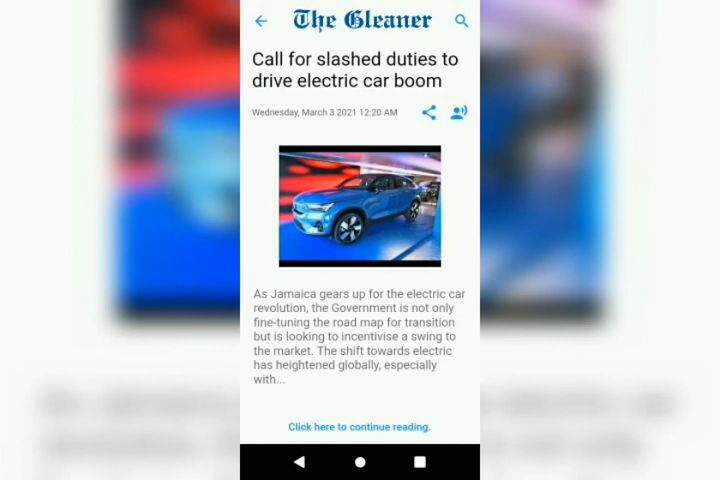 The Gleaner
Call for slashed duties to
drive electric car boom
Wednesday, March 3 2021 12:20 AM
As Jamaica gears up for the electric car
revolution, the Government is not only
fine-tuning the road map for transition
but is looking to incentivise a swing to
the market. The shift towards electric
has heightened globally, especially
with...
Click here to continue reading.